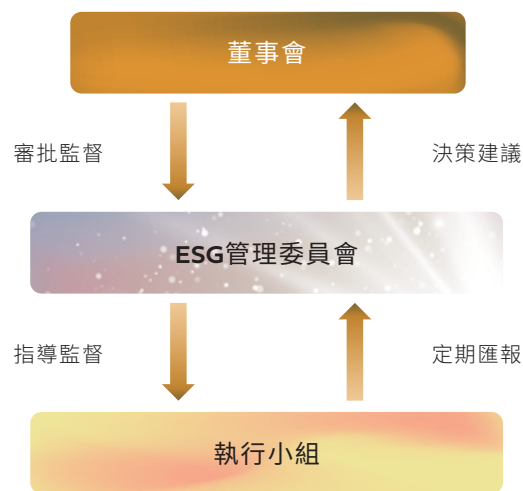 董事會
審批監督
決策建議
ESG管理委員會
指導監督
定期匯報
執行小組